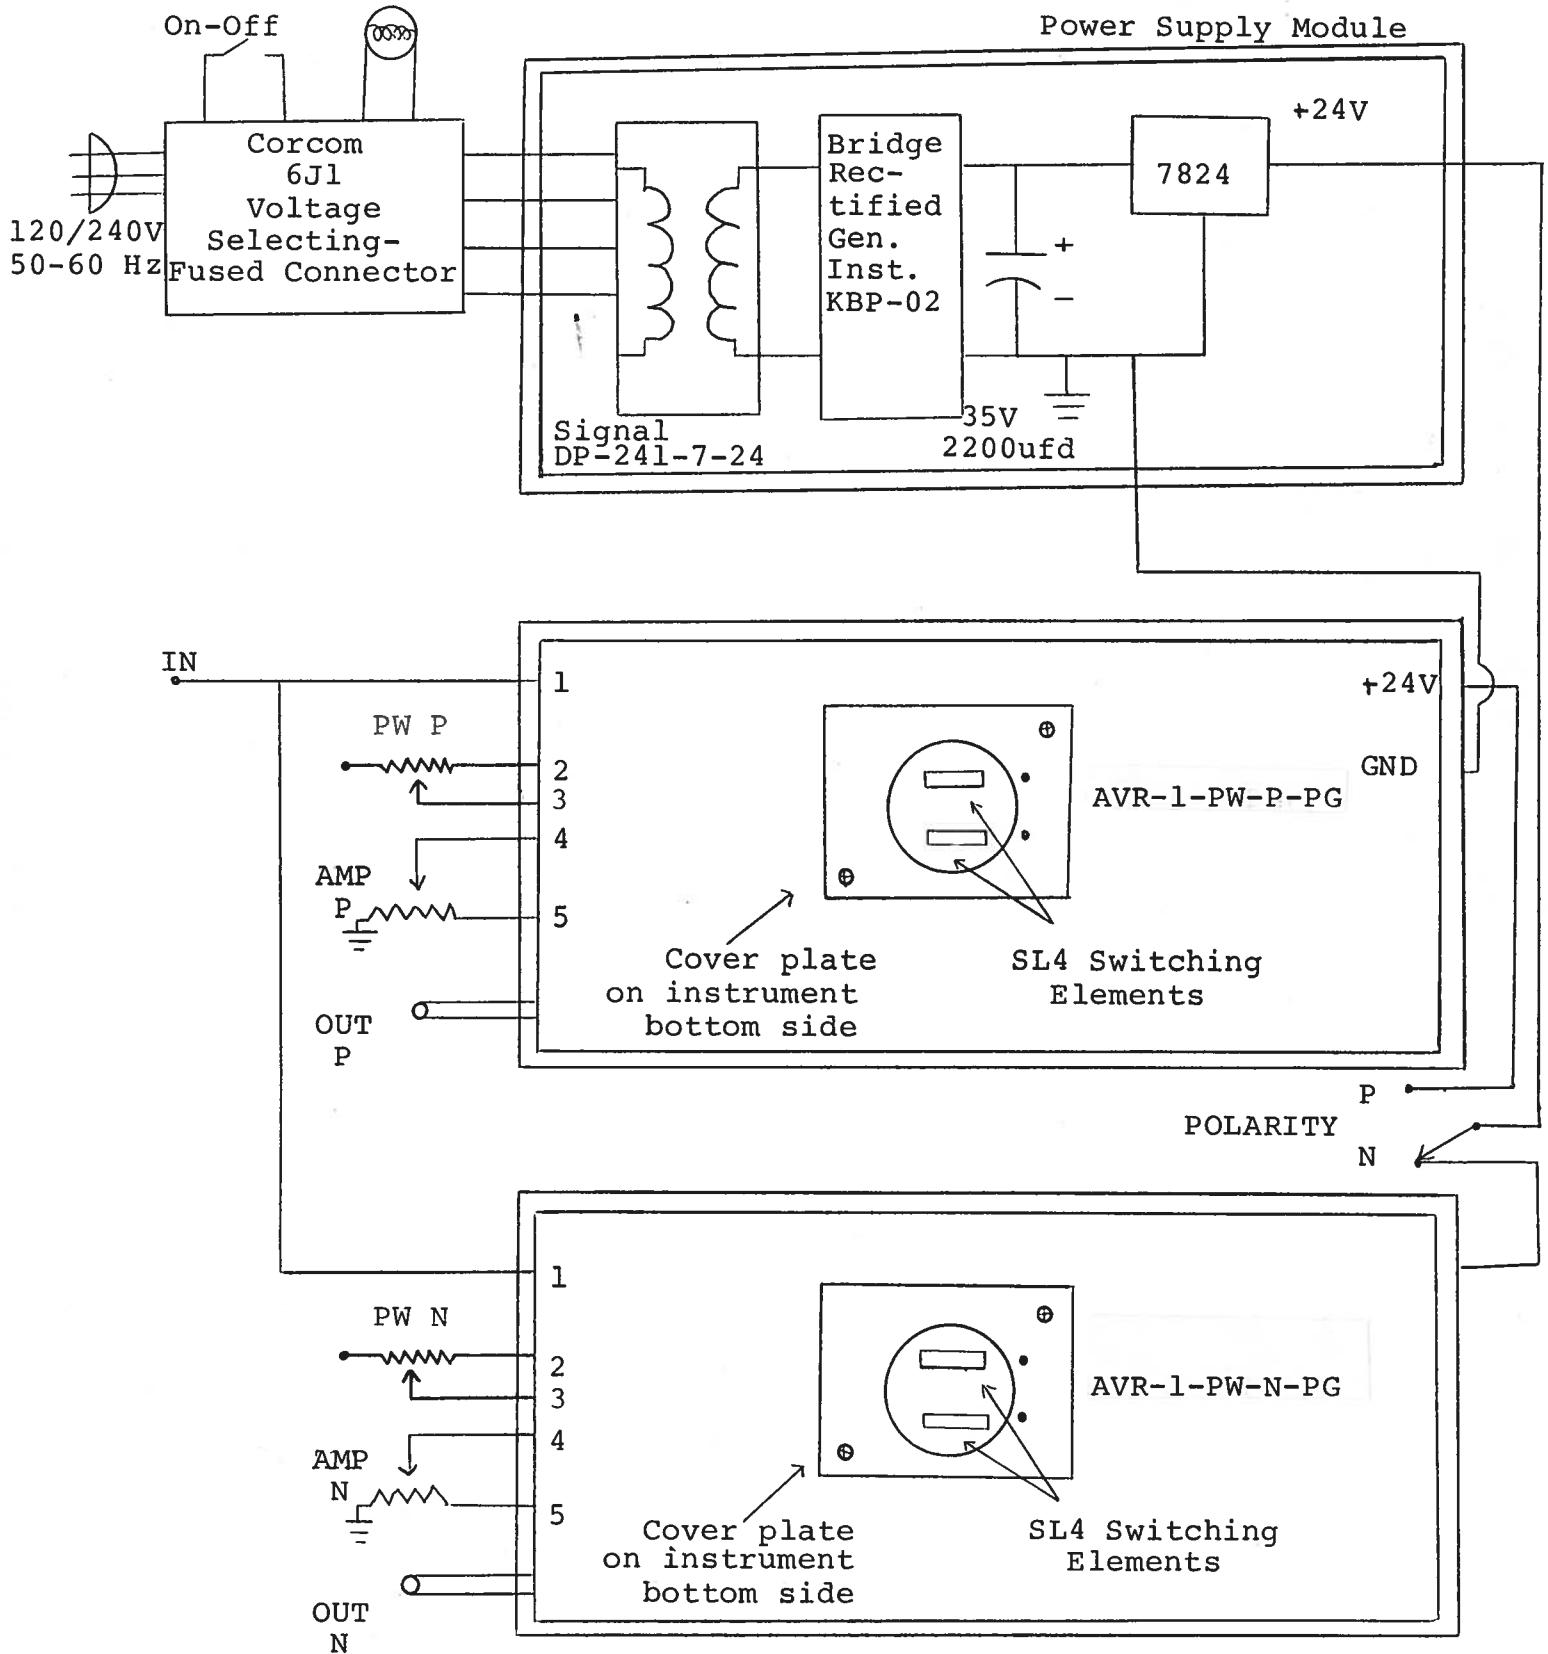 On-Off
Power Supply Module
Corcom
6J1
Voltage
Selecting-
Fused Connector
120/240V
50-60 Hz
Bridge
Rec-
tified
Gen.
Inst.
KBP-02
+
−
7824
+24V
Signal
DP-241-7-24
35V
2200ufd
IN
1
+24V
PW P
2
GND
3
AVR-1-PW-P-PG
4
AMP
P
5
Cover plate
on instrument
bottom side
SL4 Switching
Elements
OUT
P
P
POLARITY
N
1
PW N
2
3
AVR-1-PW-N-PG
4
AMP
N
5
Cover plate
on instrument
bottom side
SL4 Switching
Elements
OUT
N